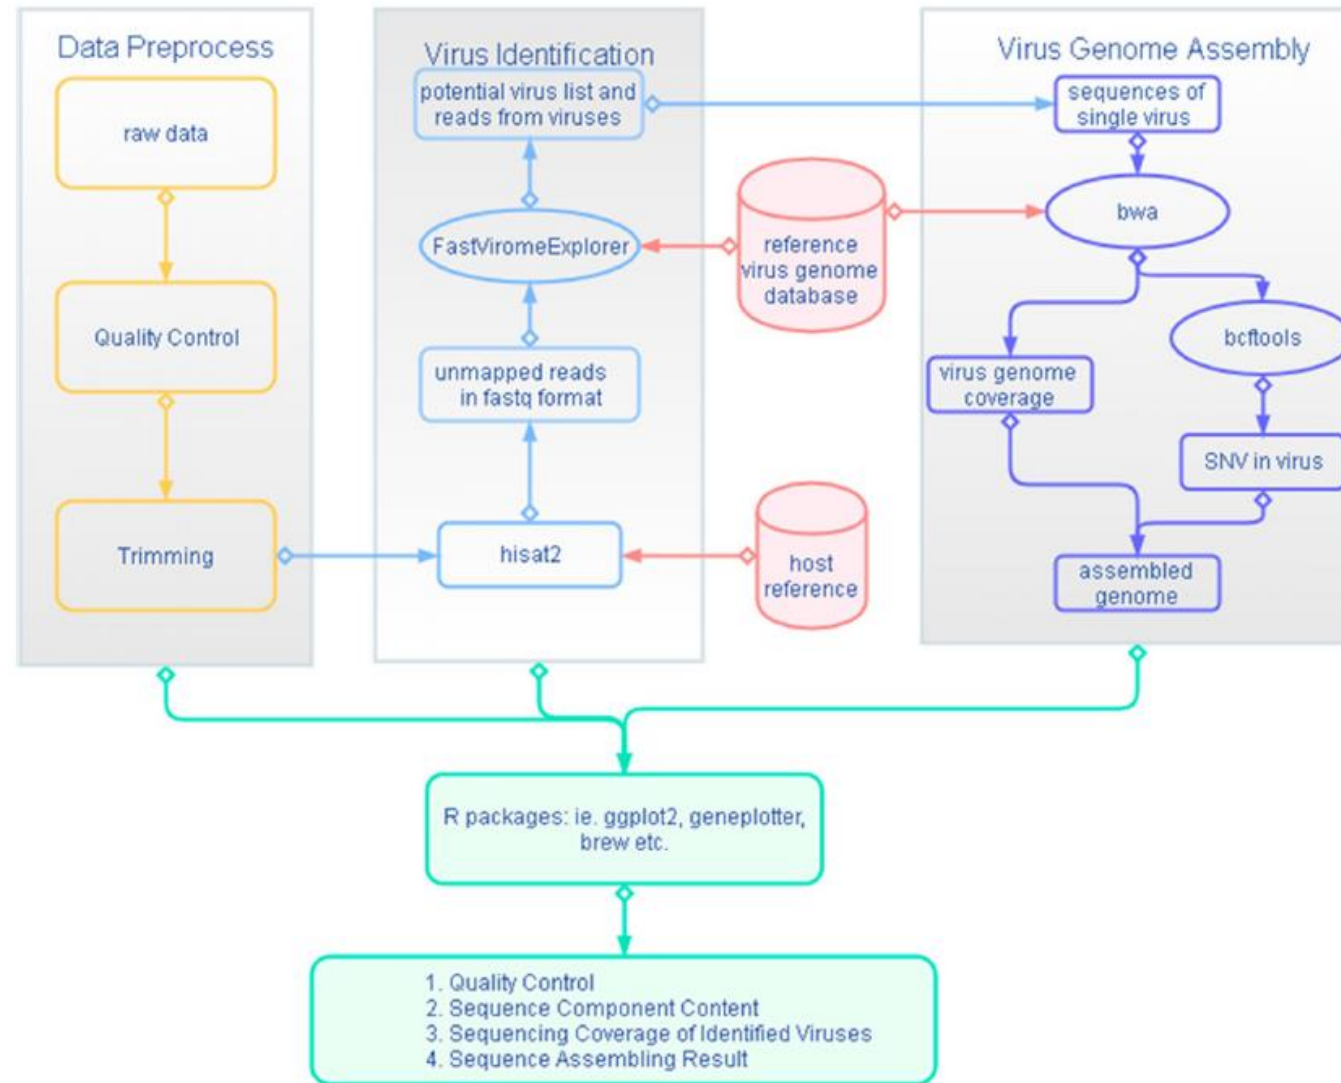 Data Preprocess
raw data
Quality Control
Trimming
Virus Identification
potential virus list and
reads from viruses
FastViromeExplorer
unmapped reads
in fastq format
hisat2
reference
virus genome
database
host
reference
Virus Genome Assembly
sequences of
single virus
bwa
bcftools
virus genome
coverage
SNV in virus
assembled
genome
R packages: ie. ggplot2, geneplotter,
brew etc.
1. Quality Control
2. Sequence Component Content
3. Sequencing Coverage of Identified Viruses
4. Sequence Assembling Result